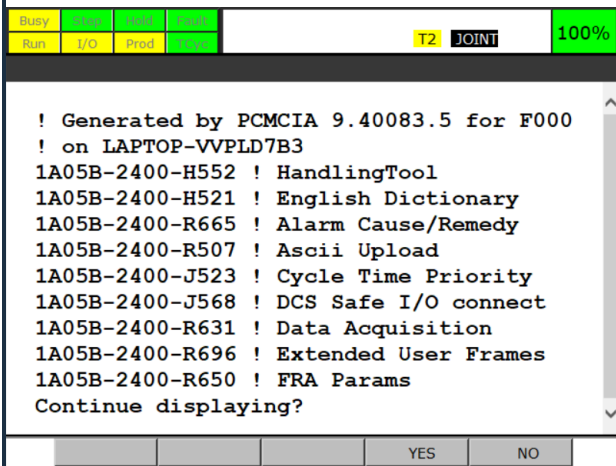 Busy Step Hold Fault
Run I/O Prod TCyc
T2 JOINT
100%
! Generated by PCMCIA 9.40083.5 for F000
! on LAPTOP-VVPLD7B3
1A05B-2400-H552 ! HandlingTool
1A05B-2400-H521 ! English Dictionary
1A05B-2400-R665 ! Alarm Cause/Remedy
1A05B-2400-R507 ! Ascii Upload
1A05B-2400-J523 ! Cycle Time Priority
1A05B-2400-J568 ! DCS Safe I/O connect
1A05B-2400-R631 ! Data Acquisition
1A05B-2400-R696 ! Extended User Frames
1A05B-2400-R650 ! FRA Params
Continue displaying?
YES NO